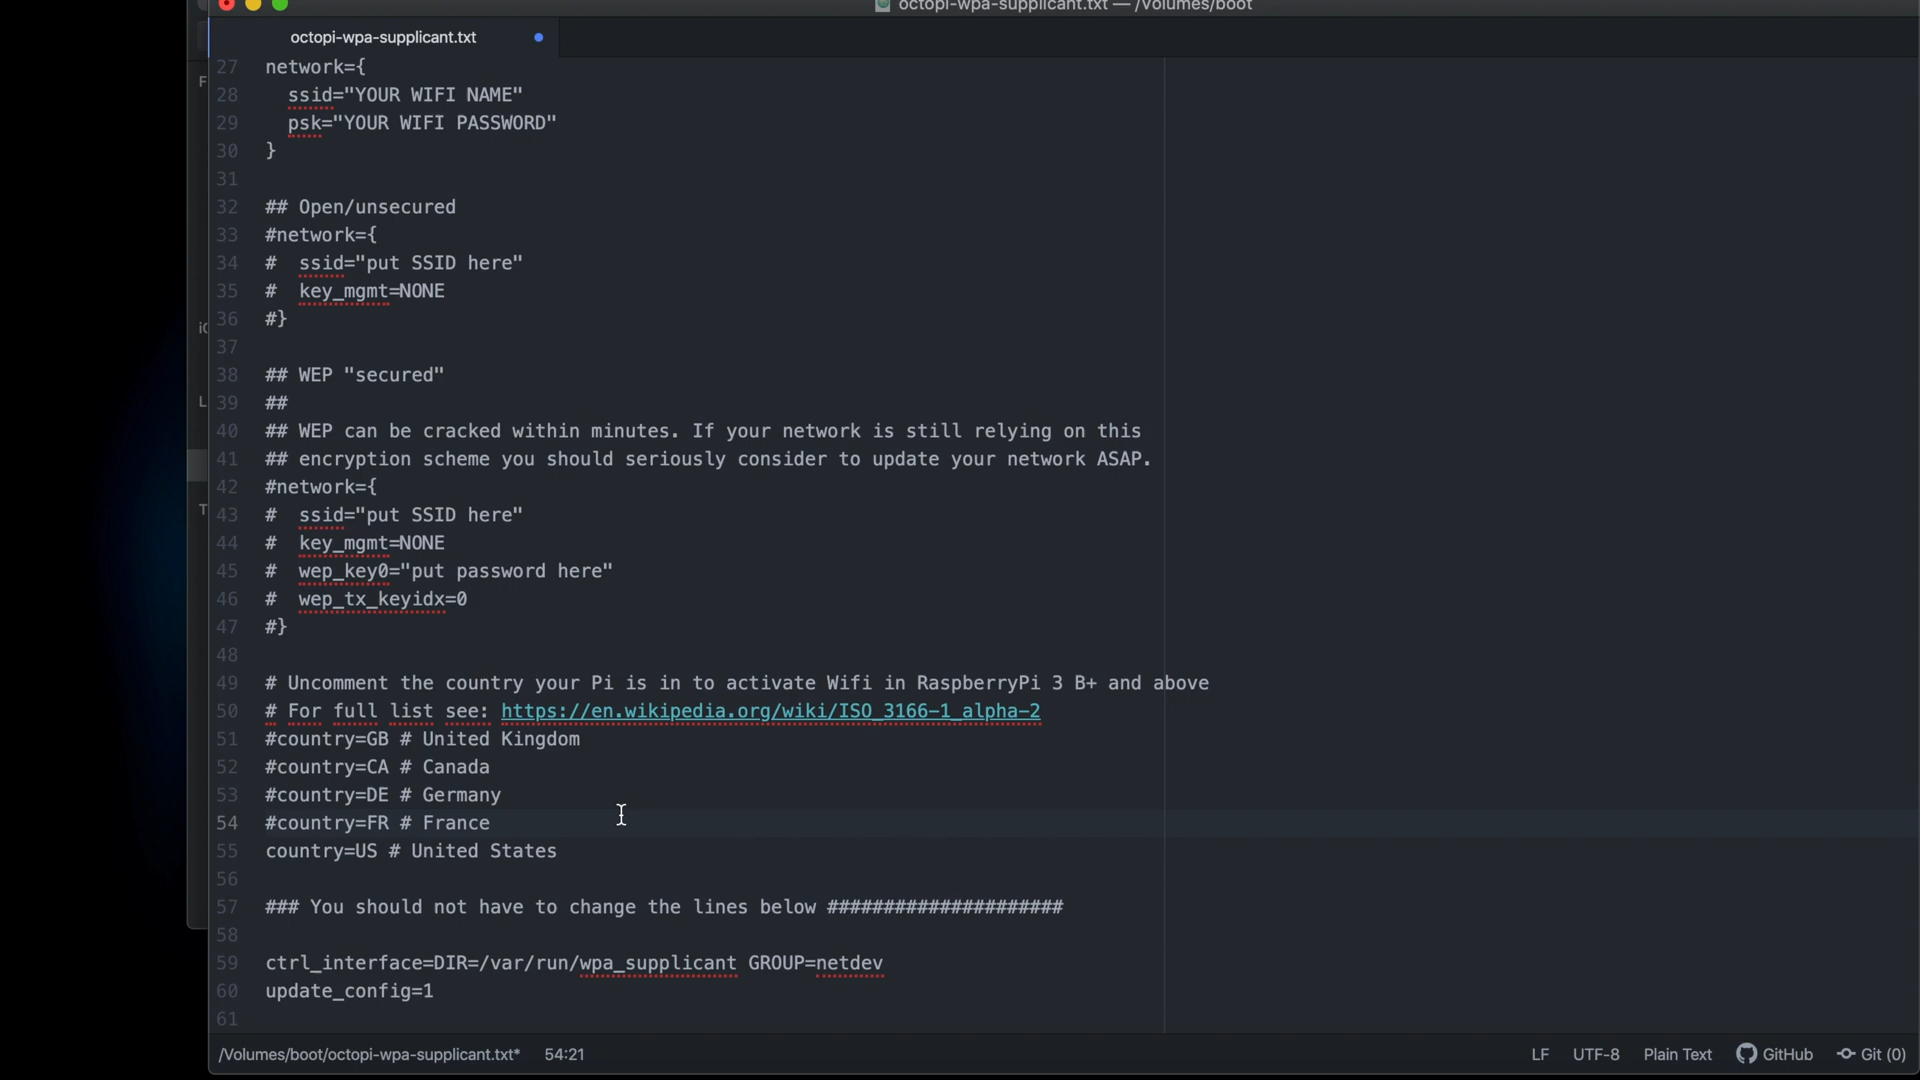 octopi-wpa-supplicant.txt — /Volumes/boot
octopi-wpa-supplicant.txt
27 network={
28 ssid="YOUR WIFI NAME"
29 psk="YOUR WIFI PASSWORD"
30 }
31
32 ## Open/unsecured
33 #network={
34 #  ssid="put SSID here"
35 #  key_mgmt=NONE
36 #}
37
38 ## WEP "secured"
39 ##
40 ## WEP can be cracked within minutes. If your network is still relying on this
41 ## encryption scheme you should seriously consider to update your network ASAP.
42 #network={
43 #  ssid="put SSID here"
44 #  key_mgmt=NONE
45 #  wep_key0="put password here"
46 #  wep_tx_keyidx=0
47 #}
48
49 # Uncomment the country your Pi is in to activate Wifi in RaspberryPi 3 B+ and above
50 # For full list see: https://en.wikipedia.org/wiki/ISO_3166-1_alpha-2
51 #country=GB # United Kingdom
52 #country=CA # Canada
53 #country=DE # Germany
54 #country=FR # France
55 country=US # United States
56
57 ### You should not have to change the lines below #####################
58
59 ctrl_interface=DIR=/var/run/wpa_supplicant GROUP=netdev
60 update_config=1
61
/Volumes/boot/octopi-wpa-supplicant.txt* 54:21 LF UTF-8 Plain Text GitHub Git (0)